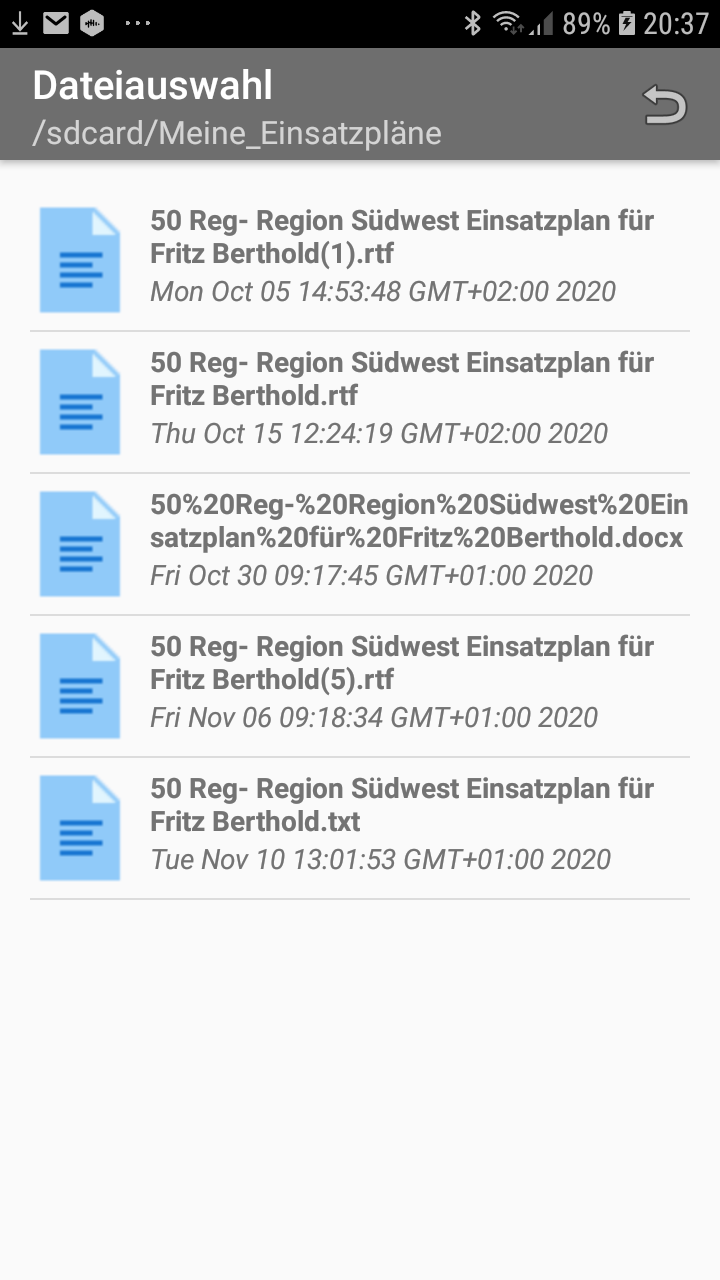 89% 20:37
Dateiauswahl
/sdcard/Meine_Einsatzpläne
50 Reg- Region Südwest Einsatzplan für
Fritz Berthold(1).rtf
Mon Oct 05 14:53:48 GMT+02:00 2020
50 Reg- Region Südwest Einsatzplan für
Fritz Berthold.rtf
Thu Oct 15 12:24:19 GMT+02:00 2020
50%20Reg-%20Region%20Südwest%20Ein
satzplan%20für%20Fritz%20Berthold.docx
Fri Oct 30 09:17:45 GMT+01:00 2020
50 Reg- Region Südwest Einsatzplan für
Fritz Berthold(5).rtf
Fri Nov 06 09:18:34 GMT+01:00 2020
50 Reg- Region Südwest Einsatzplan für
Fritz Berthold.txt
Tue Nov 10 13:01:53 GMT+01:00 2020